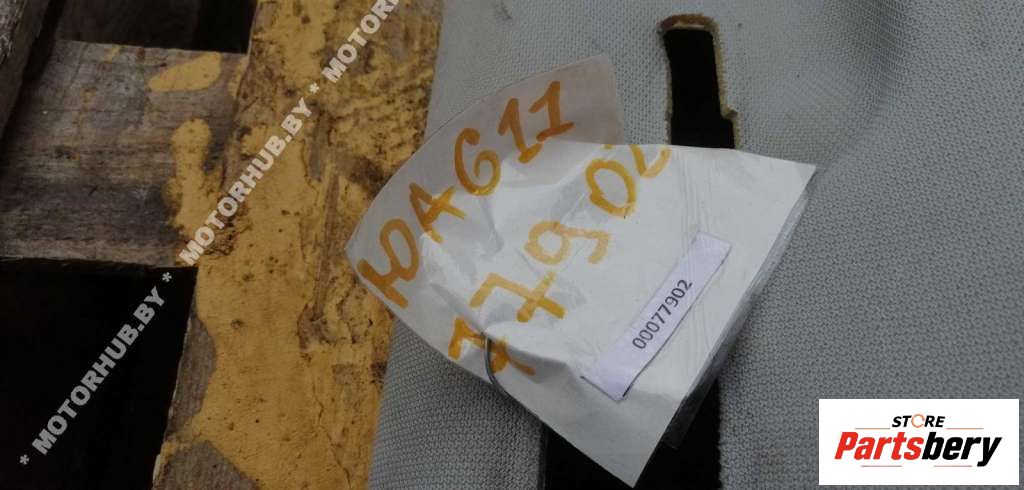 ЮАG11
77902
00077902
* MOTORHUB.BY * MOTORHUB.BY * MOTORHUB.BY
STORE
Partsbery